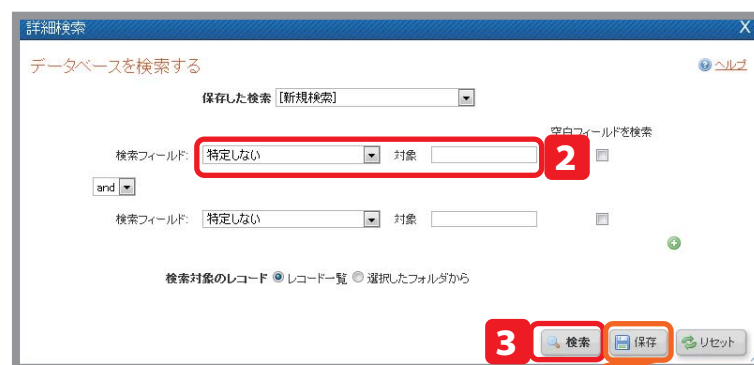 詳細検索 X
データベースを検索する ヘルプ
保存した検索 [新規検索]
空白フィールドを検索
検索フィールド: 特定しない 対象 2
and
検索フィールド: 特定しない 対象
検索対象のレコード レコード一覧 選択したフォルダから
3 検索 保存 リセット